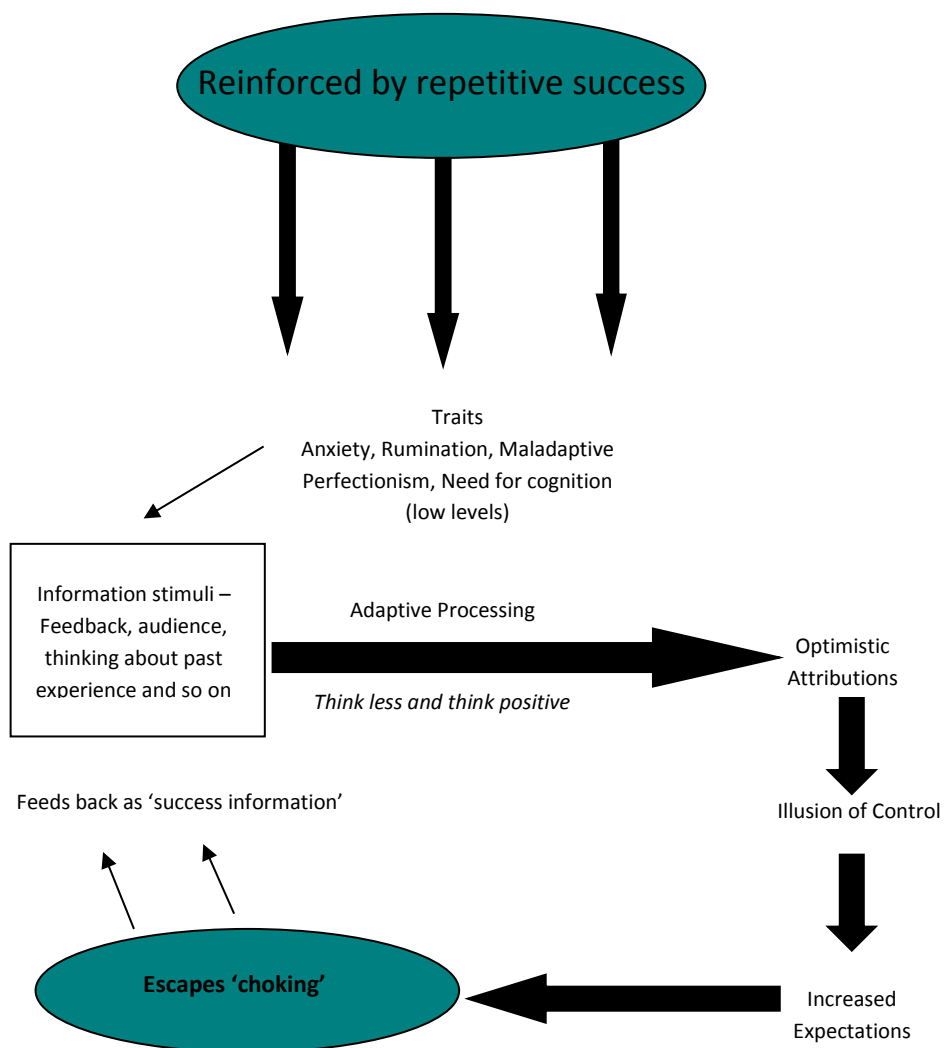 Reinforced by repetitive success
Traits
Anxiety, Rumination, Maladaptive
Perfectionism, Need for cognition
(low levels)
Information stimuli –
Feedback, audience,
thinking about past
experience and so on
Adaptive Processing
Think less and think positive
Optimistic
Attributions
Illusion of Control
Increased
Expectations
Escapes ‘choking’
Feeds back as ‘success information’